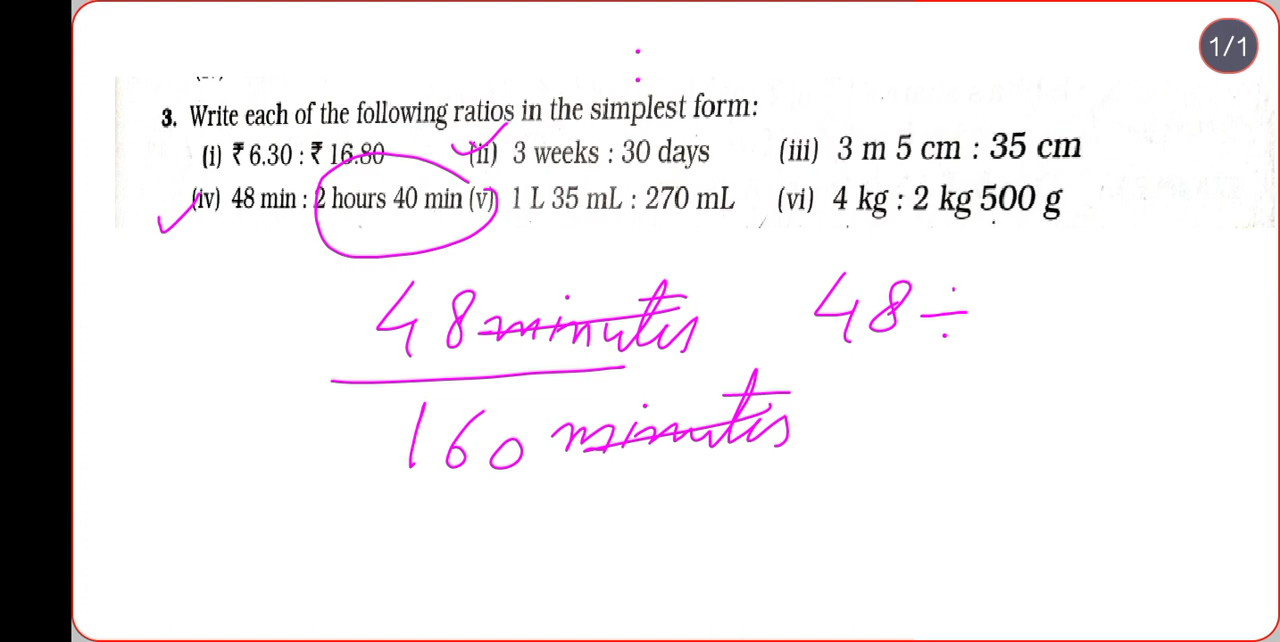 1/1
3. Write each of the following ratios in the simplest form:
(i) ₹ 6.30 : ₹ 16.80 (ii) 3 weeks : 30 days (iii) 3 m 5 cm : 35 cm
(iv) 48 min : 2 hours 40 min (v) 1 L 35 mL : 270 mL (vi) 4 kg : 2 kg 500 g
48 minutes 48 ÷
160 minutes